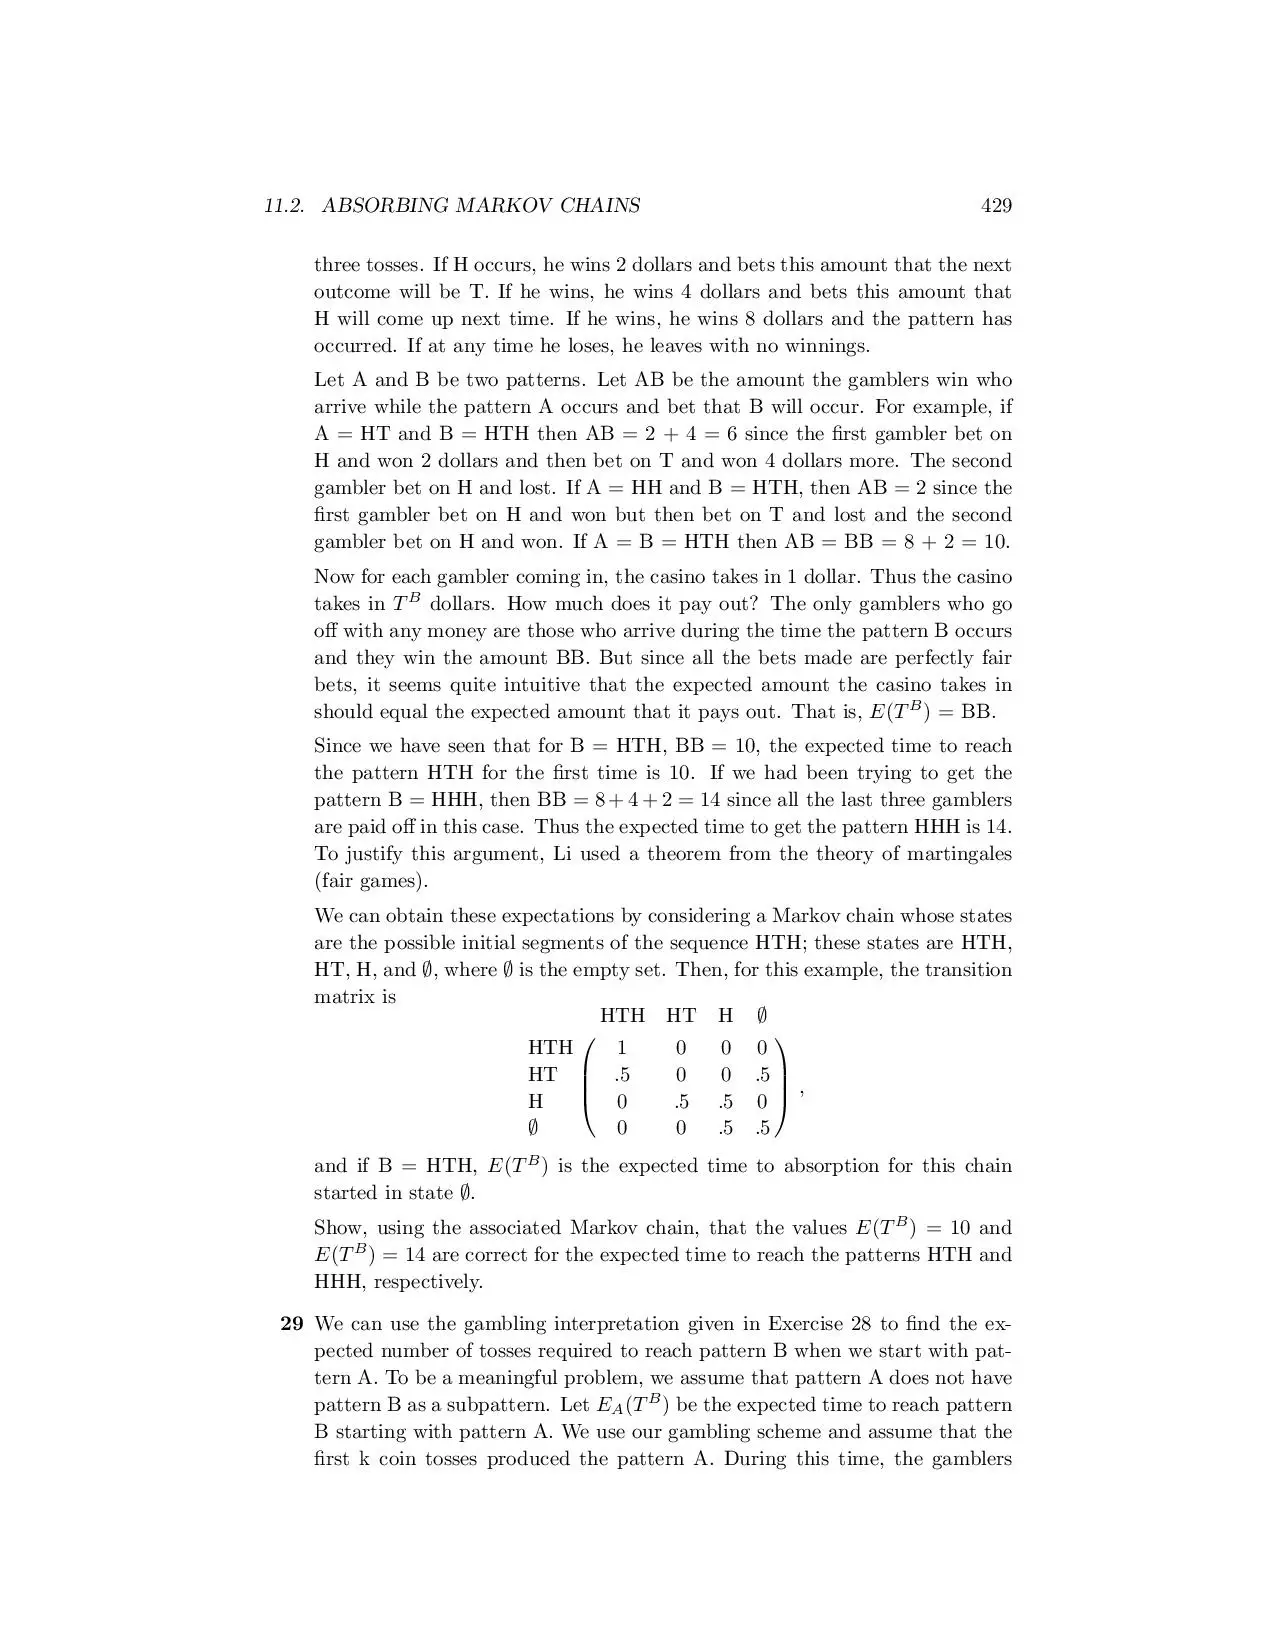 11.2. ABSORBING MARKOV CHAINS 429
three tosses. If H occurs, he wins 2 dollars and bets this amount that the next
outcome will be T. If he wins, he wins 4 dollars and bets this amount that
H will come up next time. If he wins, he wins 8 dollars and the pattern has
occurred. If at any time he loses, he leaves with no winnings.
Let A and B be two patterns. Let AB be the amount the gamblers win who
arrive while the pattern A occurs and bet that B will occur. For example, if
A = HT and B = HTH then AB = 2 + 4 = 6 since the first gambler bet on
H and won 2 dollars and then bet on T and won 4 dollars more. The second
gambler bet on H and lost. If A = HH and B = HTH, then AB = 2 since the
first gambler bet on H and won but then bet on T and lost and the second
gambler bet on H and won. If A = B = HTH then AB = BB = 8 + 2 = 10.
Now for each gambler coming in, the casino takes in 1 dollar. Thus the casino
takes in T^B dollars. How much does it pay out? The only gamblers who go
off with any money are those who arrive during the time the pattern B occurs
and they win the amount BB. But since all the bets made are perfectly fair
bets, it seems quite intuitive that the expected amount the casino takes in
should equal the expected amount that it pays out. That is, E(T^B) = BB.
Since we have seen that for B = HTH, BB = 10, the expected time to reach
the pattern HTH for the first time is 10. If we had been trying to get the
pattern B = HHH, then BB = 8 + 4 + 2 = 14 since all the last three gamblers
are paid off in this case. Thus the expected time to get the pattern HHH is 14.
To justify this argument, Li used a theorem from the theory of martingales
(fair games).
We can obtain these expectations by considering a Markov chain whose states
are the possible initial segments of the sequence HTH; these states are HTH,
HT, H, and ∅, where ∅ is the empty set. Then, for this example, the transition
matrix is
HTH HT H ∅
HTH 1 0 0 0
HT .5 0 0 .5
H 0 .5 .5 0 ,
∅ 0 0 .5 .5
and if B = HTH, E(T^B) is the expected time to absorption for this chain
started in state ∅.
Show, using the associated Markov chain, that the values E(T^B) = 10 and
E(T^B) = 14 are correct for the expected time to reach the patterns HTH and
HHH, respectively.
29 We can use the gambling interpretation given in Exercise 28 to find the ex-
pected number of tosses required to reach pattern B when we start with pat-
tern A. To be a meaningful problem, we assume that pattern A does not have
pattern B as a subpattern. Let E_A(T^B) be the expected time to reach pattern
B starting with pattern A. We use our gambling scheme and assume that the
first k coin tosses produced the pattern A. During this time, the gamblers